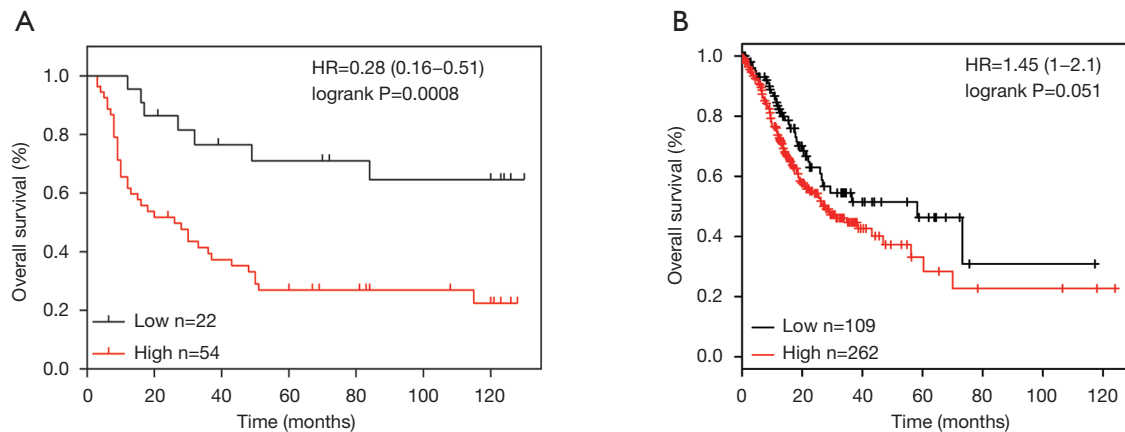 A
HR=0.28 (0.16–0.51)
logrank P=0.0008
Overall survival (%)
1.0
0.8
0.6
0.4
0.2
0.0
Low n=22
High n=54
0 20 40 60 80 100 120
Time (months)
B
HR=1.45 (1–2.1)
logrank P=0.051
Overall survival (%)
1.0
0.8
0.6
0.4
0.2
0.0
Low n=109
High n=262
0 20 40 60 80 100 120
Time (months)